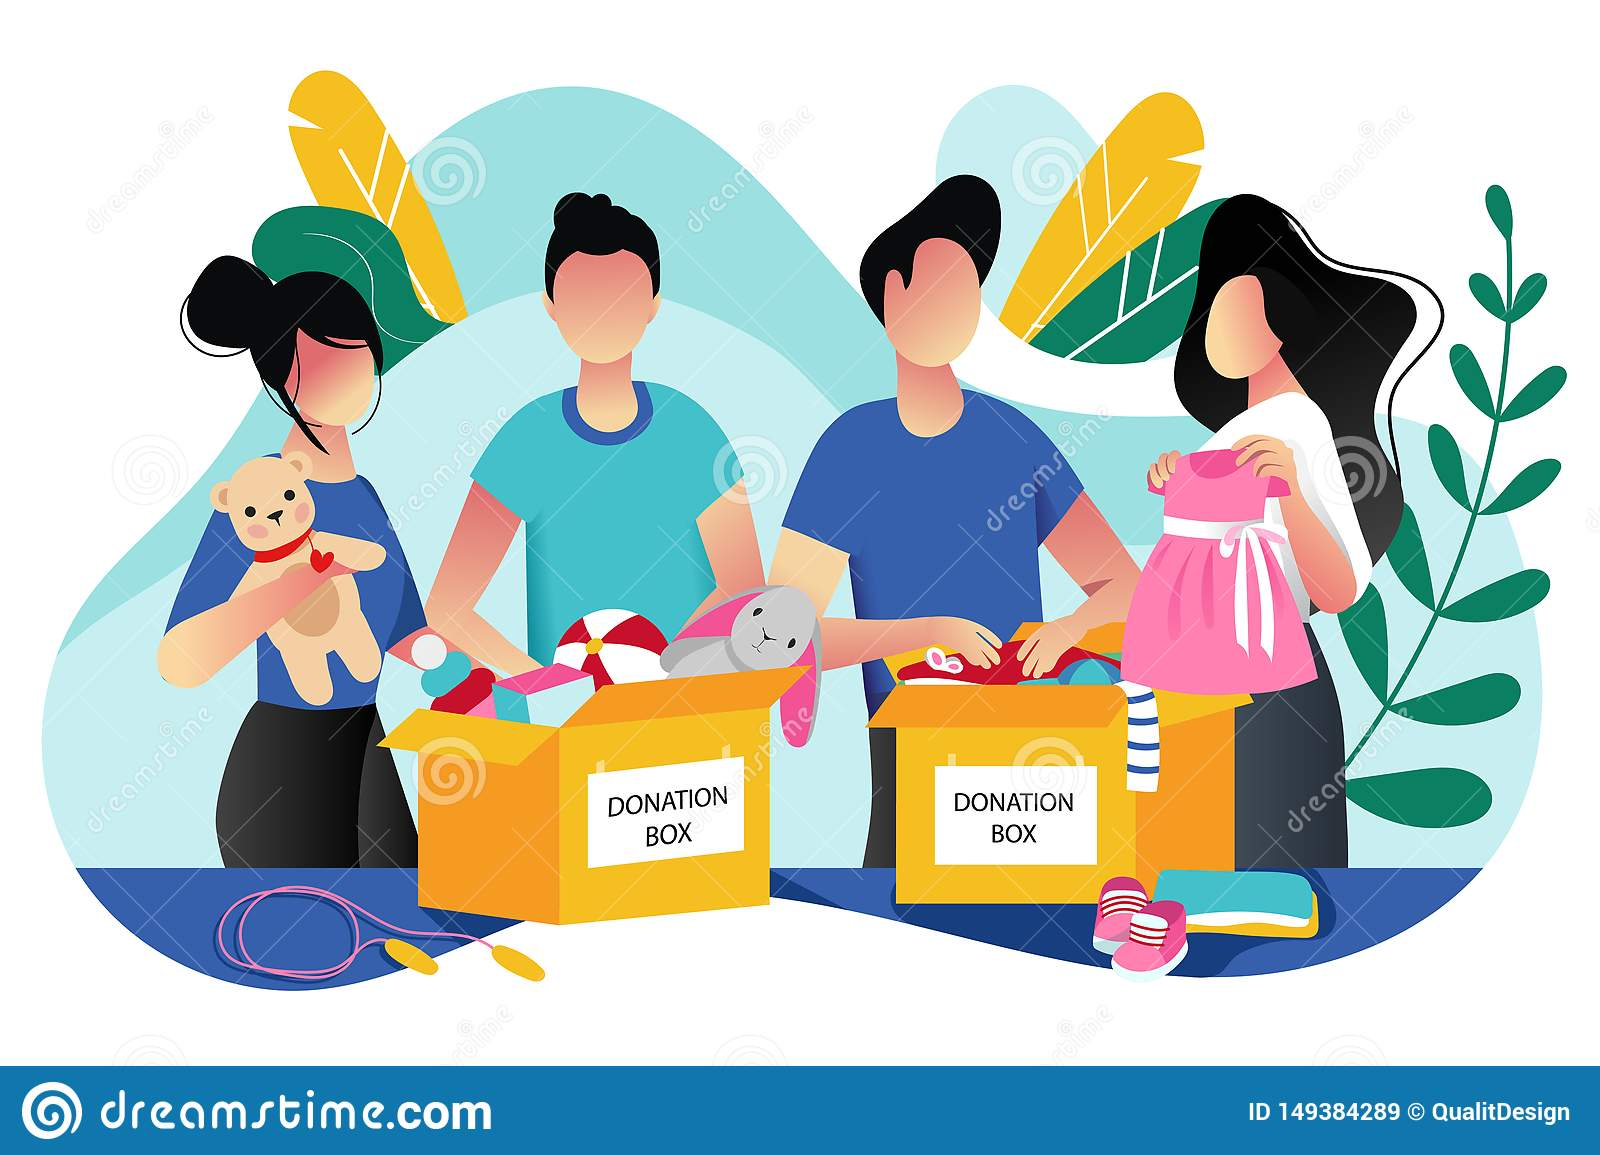 DONATION
BOX
DONATION
BOX
dreamstime.com
ID 149384289 © QualitDesign